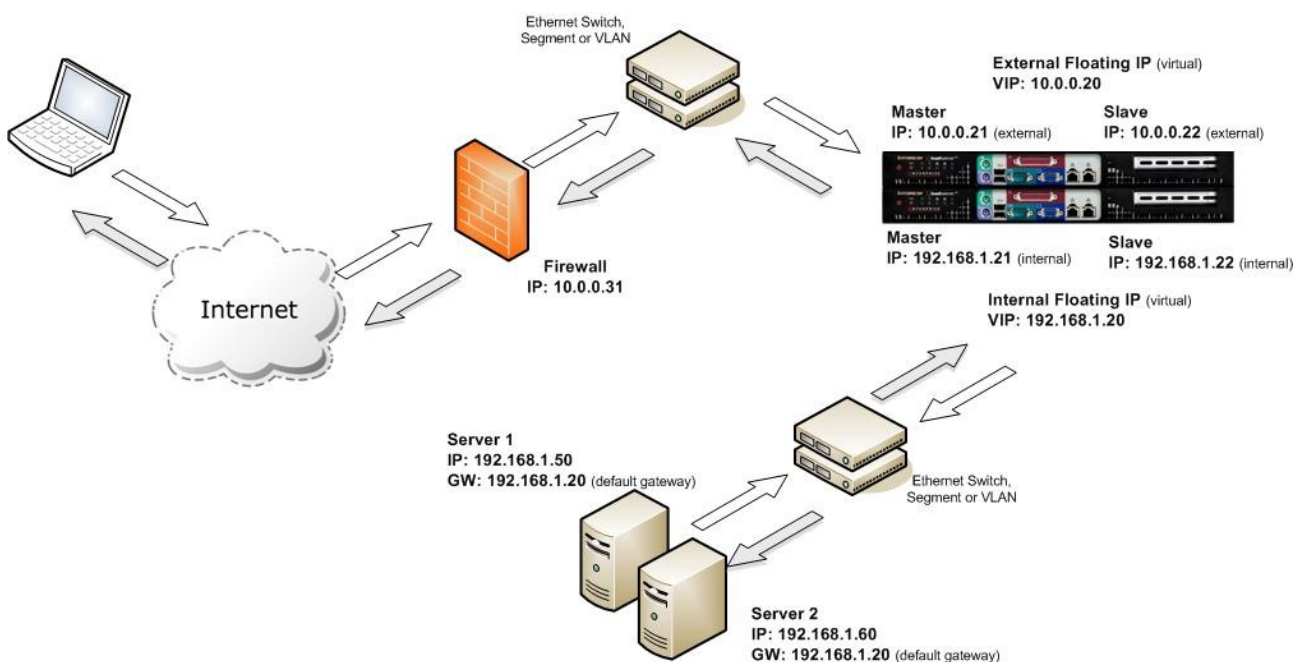 Ethernet Switch,
Segment or VLAN
External Floating IP (virtual)
VIP: 10.0.0.20
Master
IP: 10.0.0.21 (external)
Slave
IP: 10.0.0.22 (external)
Master
IP: 192.168.1.21 (internal)
Slave
IP: 192.168.1.22 (internal)
Firewall
IP: 10.0.0.31
Internet
Internal Floating IP (virtual)
VIP: 192.168.1.20
Server 1
IP: 192.168.1.50
GW: 192.168.1.20 (default gateway)
Ethernet Switch,
Segment or VLAN
Server 2
IP: 192.168.1.60
GW: 192.168.1.20 (default gateway)